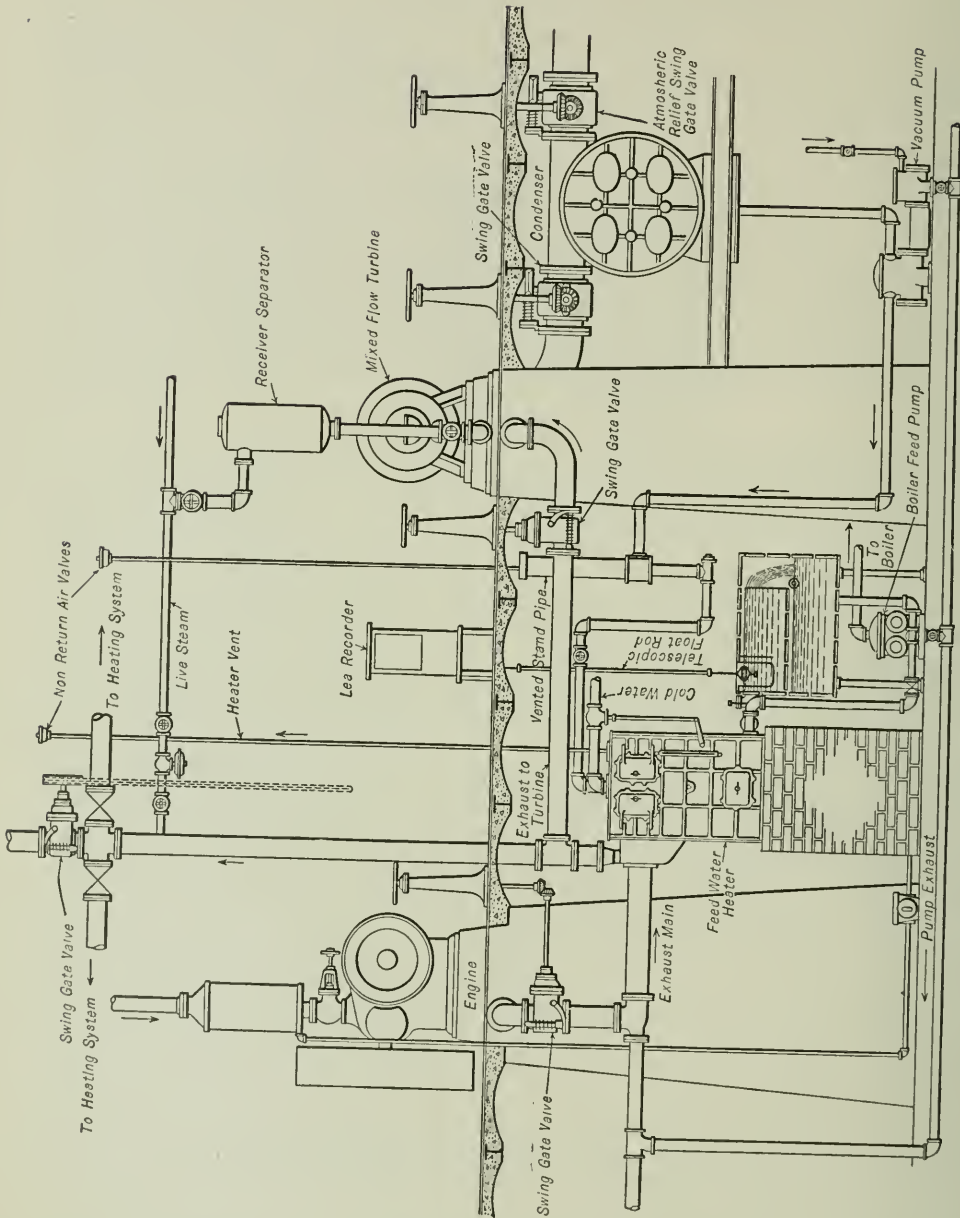 Swing Gate Valve
To Heating System
Non Return Air Valves
To Heating System
Live Steam
Heater Vent
Receiver Separator
Mixed Flow Turbine
Lea Recorder
Engine
Swing Gate Valve
Condenser
Atmosheric
Relief Swing
Gate Valve
Swing Gate Valve
Exhaust Main
Exhaust to
Turbine
Vented Stand Pipe
Cold Water
Talescopic
Float Rod
Swing Gate Valve
Feed Water
Heater
To
Boiler
Boiler Feed Pump
Vacuum Pump
Pump Exhaust